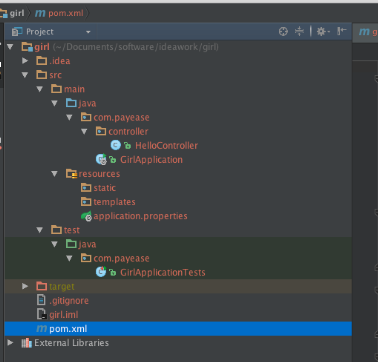 girl pom.xml
Project
girl (~/Documents/software/ideawork/girl)
.idea
src
main
java
com.payease
controller
HelloController
GirlApplication
resources
static
templates
application.properties
test
java
com.payease
GirlApplicationTests
target
.gitignore
girl.iml
pom.xml
External Libraries